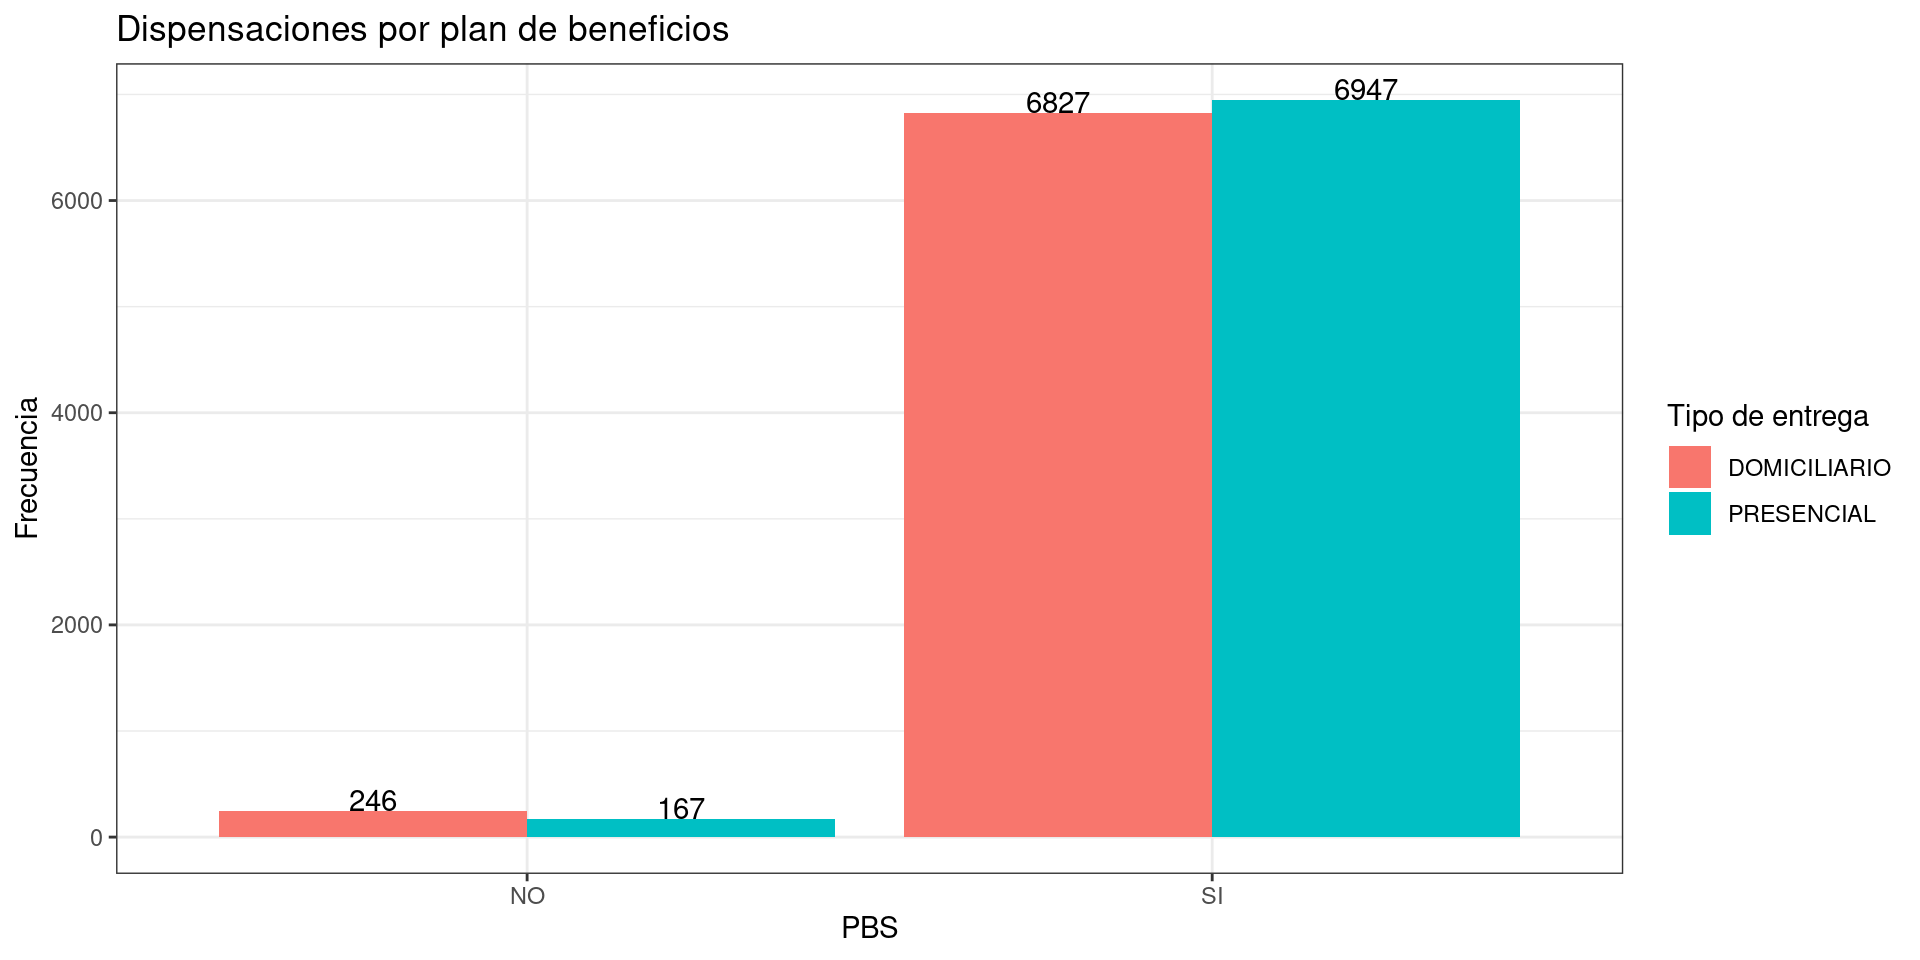 Dispensaciones por plan de beneficios
6827
6947
6000
4000
2000
0
246
167
NO
SI
PBS
Frecuencia
Tipo de entrega
DOMICILIARIO
PRESENCIAL